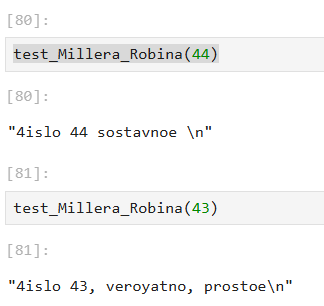 [80]:
test_Millera_Robina(44)
[80]:
"4islo 44 sostavnoe \n"
[81]:
test_Millera_Robina(43)
[81]:
"4islo 43, veroyatno, prostoe\n"